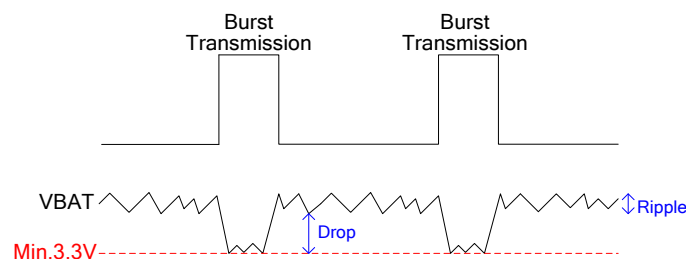 Burst
Transmission
Burst
Transmission
VBAT
Ripple
Drop
Min.3.3V